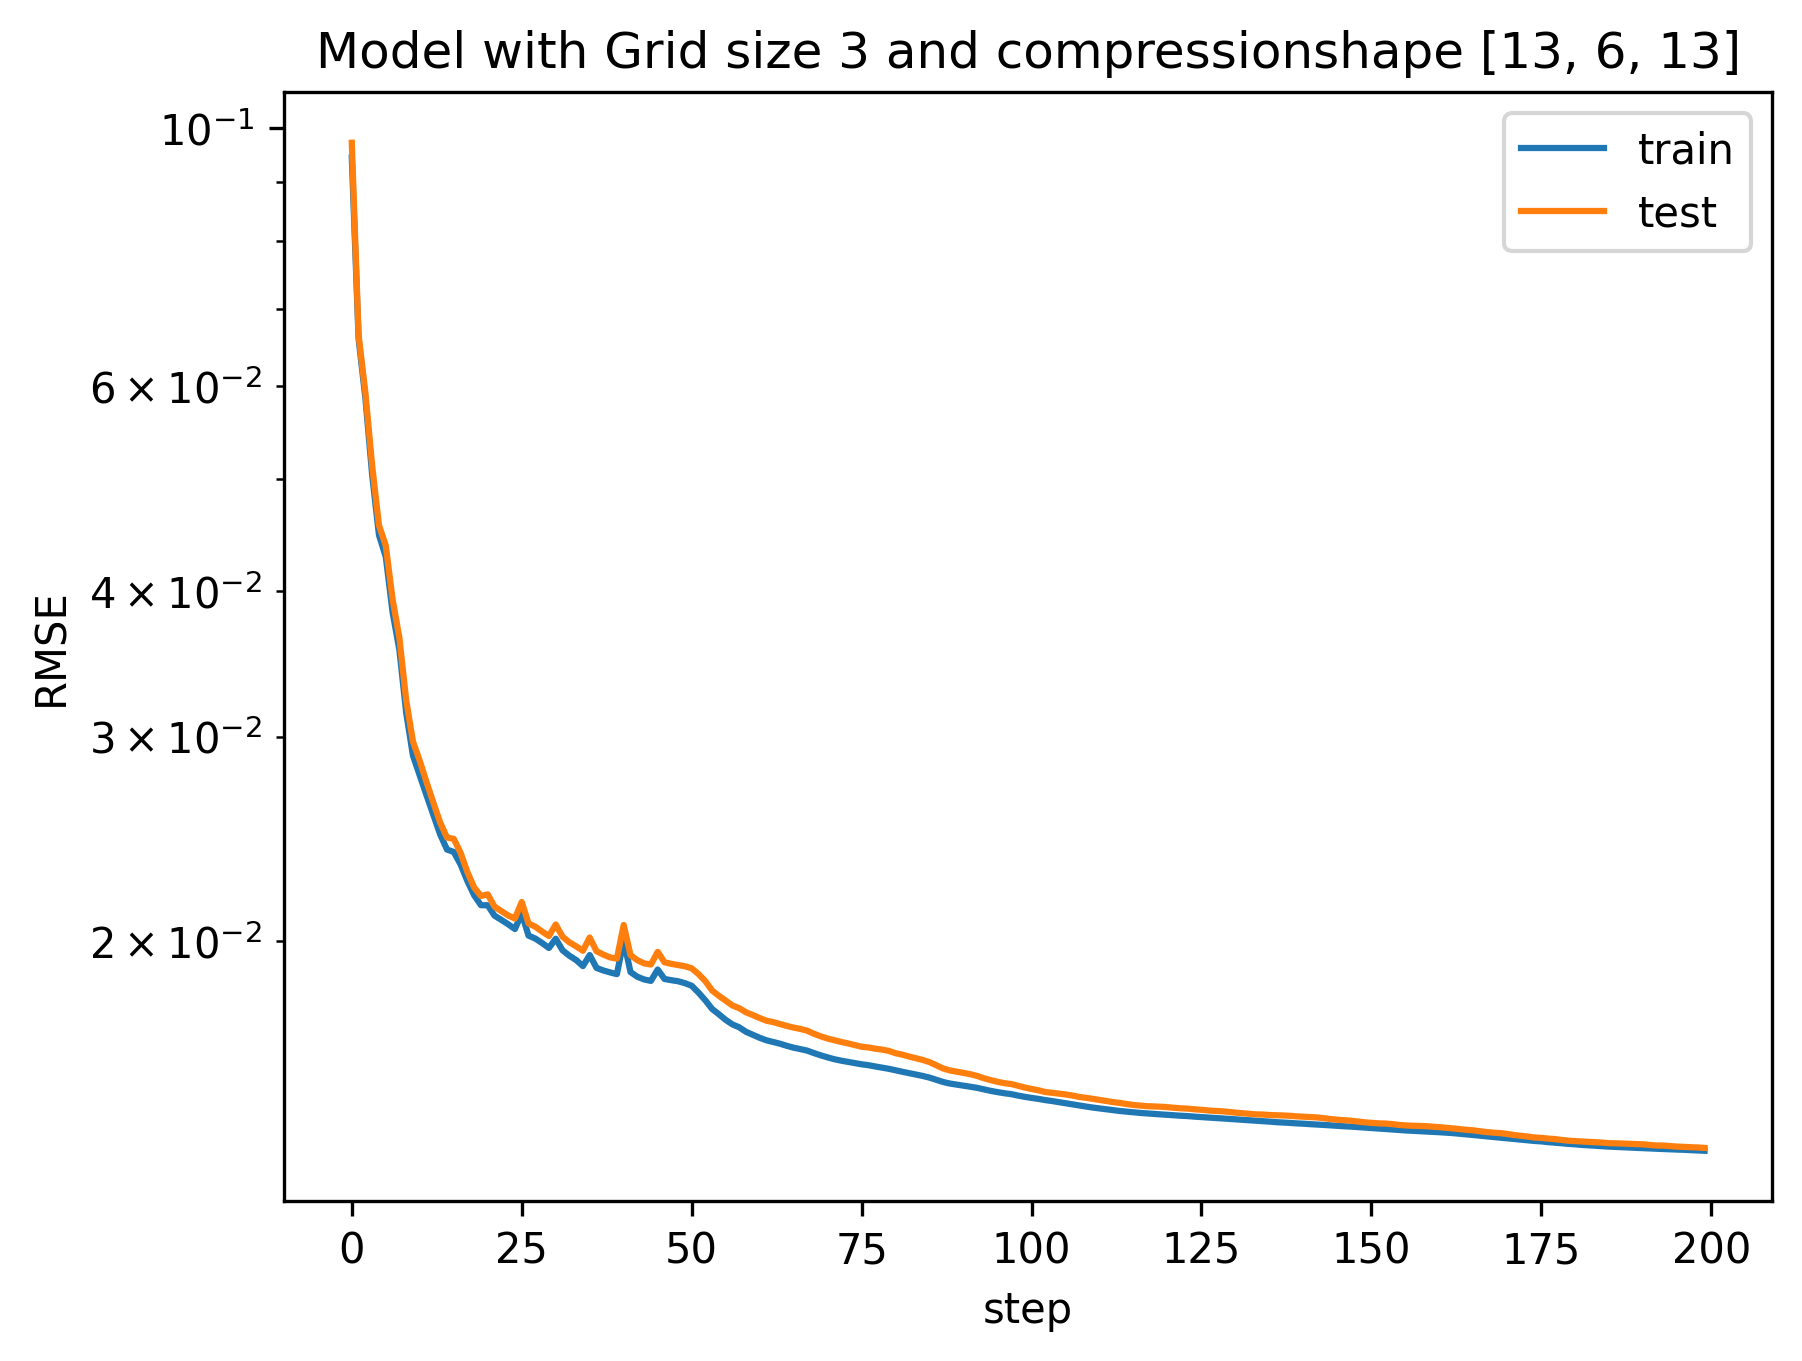 Model with Grid size 3 and compressionshape [13, 6, 13]
10⁻¹
6 × 10⁻²
4 × 10⁻²
3 × 10⁻²
2 × 10⁻²
RMSE
train
test
0 25 50 75 100 125 150 175 200
step